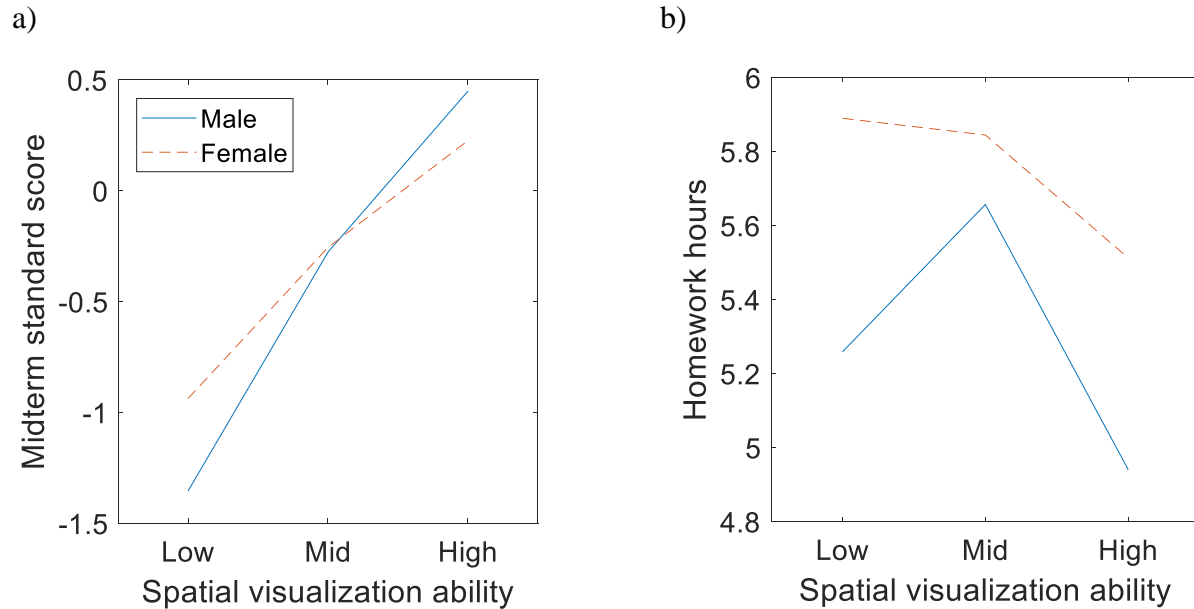 a)
0.5
0
-0.5
-1
-1.5
Midterm standard score
Male
Female
Low Mid High
Spatial visualization ability
b)
6
5.8
5.6
5.4
5.2
5
4.8
Homework hours
Low Mid High
Spatial visualization ability